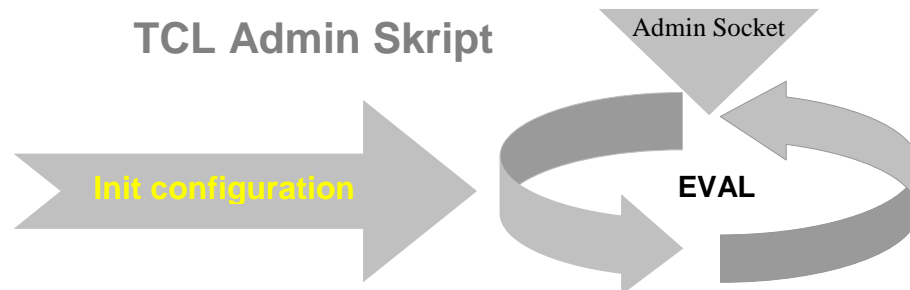 TCL Admin Skript
Admin Socket
Init configuration
EVAL